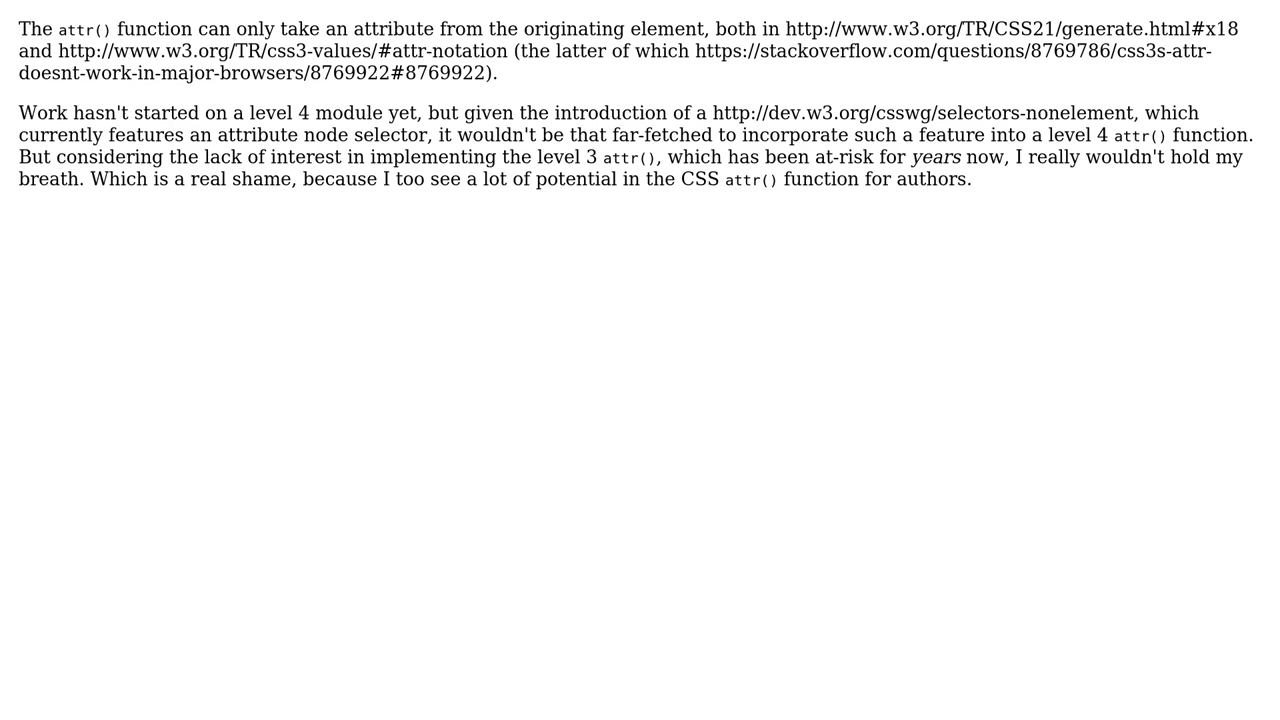 The attr() function can only take an attribute from the originating element, both in http://www.w3.org/TR/CSS21/generate.html#x18
and http://www.w3.org/TR/css3-values/#attr-notation (the latter of which https://stackoverflow.com/questions/8769786/css3s-attr-
doesnt-work-in-major-browsers/8769922#8769922).
Work hasn't started on a level 4 module yet, but given the introduction of a http://dev.w3.org/csswg/selectors-nonelement, which
currently features an attribute node selector, it wouldn't be that far-fetched to incorporate such a feature into a level 4 attr() function.
But considering the lack of interest in implementing the level 3 attr(), which has been at-risk for years now, I really wouldn't hold my
breath. Which is a real shame, because I too see a lot of potential in the CSS attr() function for authors.